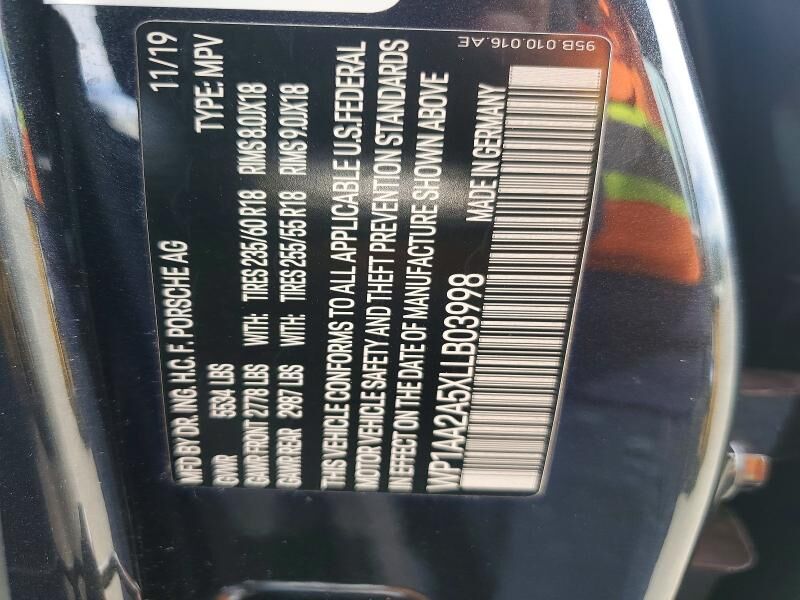 MFD BY DR. ING. H.C. F. PORSCHE AG 11/19
GVWR 5534 LBS TYPE: MPV
GAWR FRONT 2778 LBS WITH: TIRES 235/60 R18 RIMS 8.0JX18
GAWR REAR 2987 LBS WITH: TIRES 255/55 R18 RIMS 9.0JX18
THIS VEHICLE CONFORMS TO ALL APPLICABLE U.S. FEDERAL
MOTOR VEHICLE SAFETY AND THEFT PREVENTION STANDARDS
IN EFFECT ON THE DATE OF MANUFACTURE SHOWN ABOVE
WP1AA2A5XLLB03998 MADE IN GERMANY
95B.010.016.AE